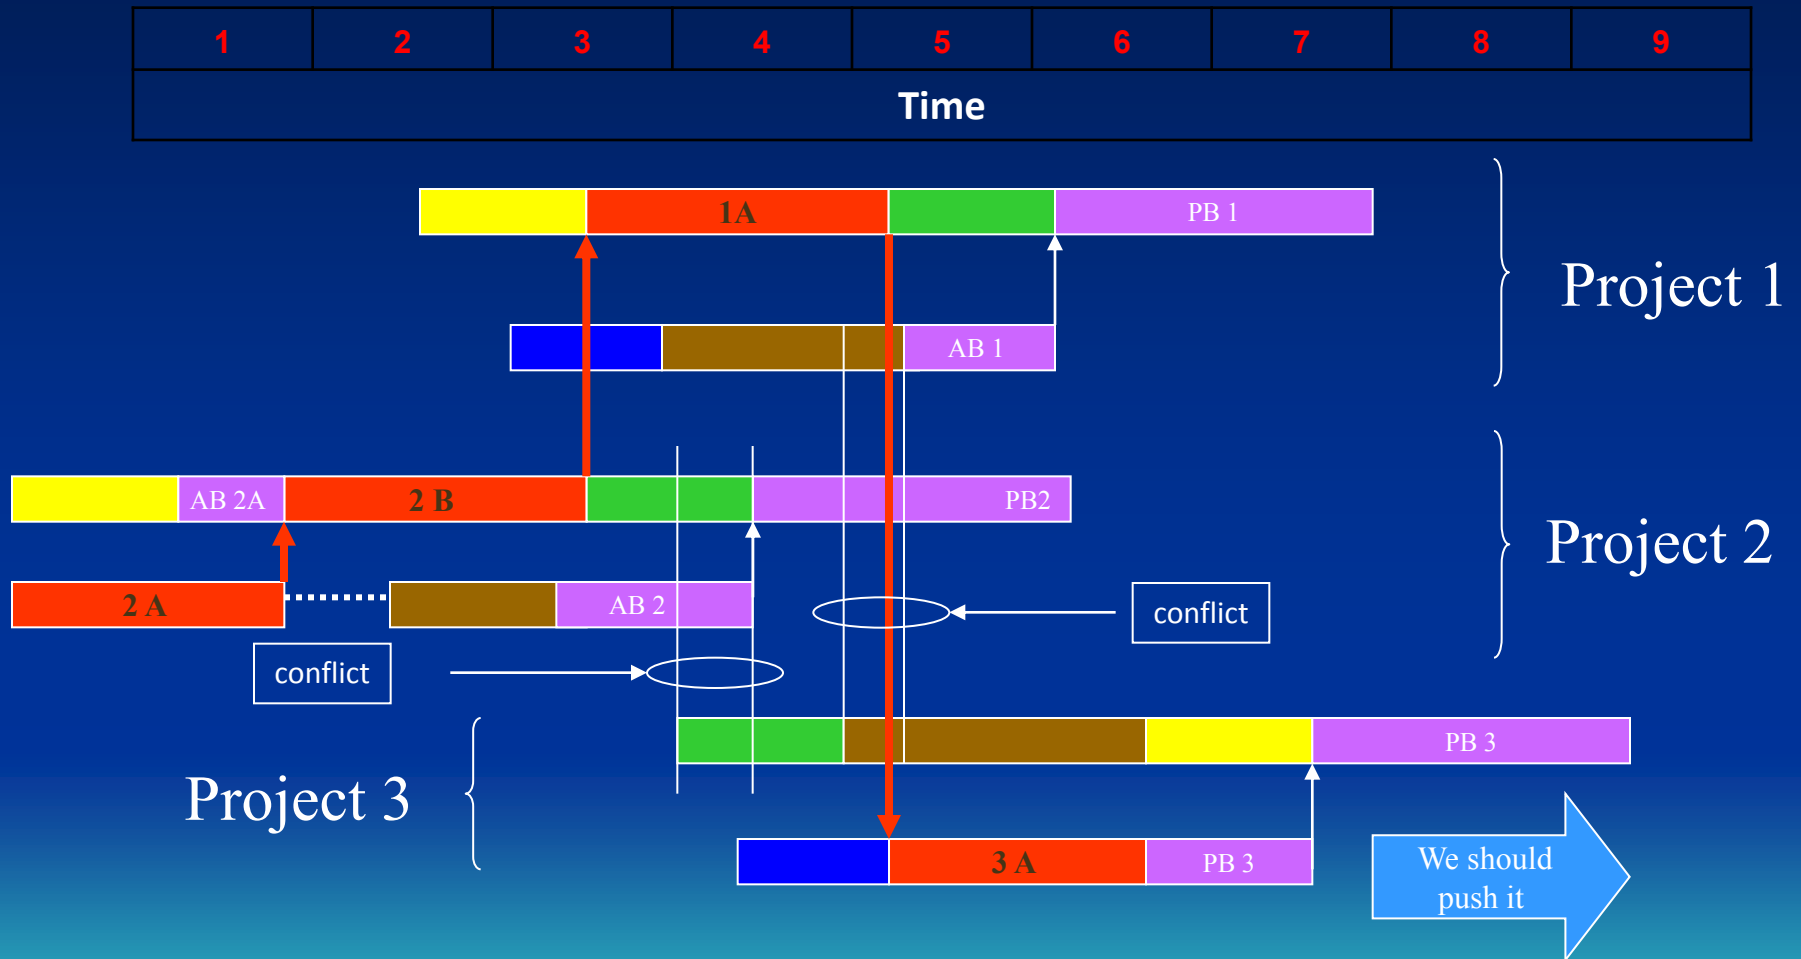 1 2 3 4 5 6 7 8 9
Time
1A
PB 1
Project 1
AB 1
AB 2A
2 B
PB2
Project 2
2 A
AB 2
conflict
conflict
PB 3
Project 3
3 A
PB 3
We should
push it